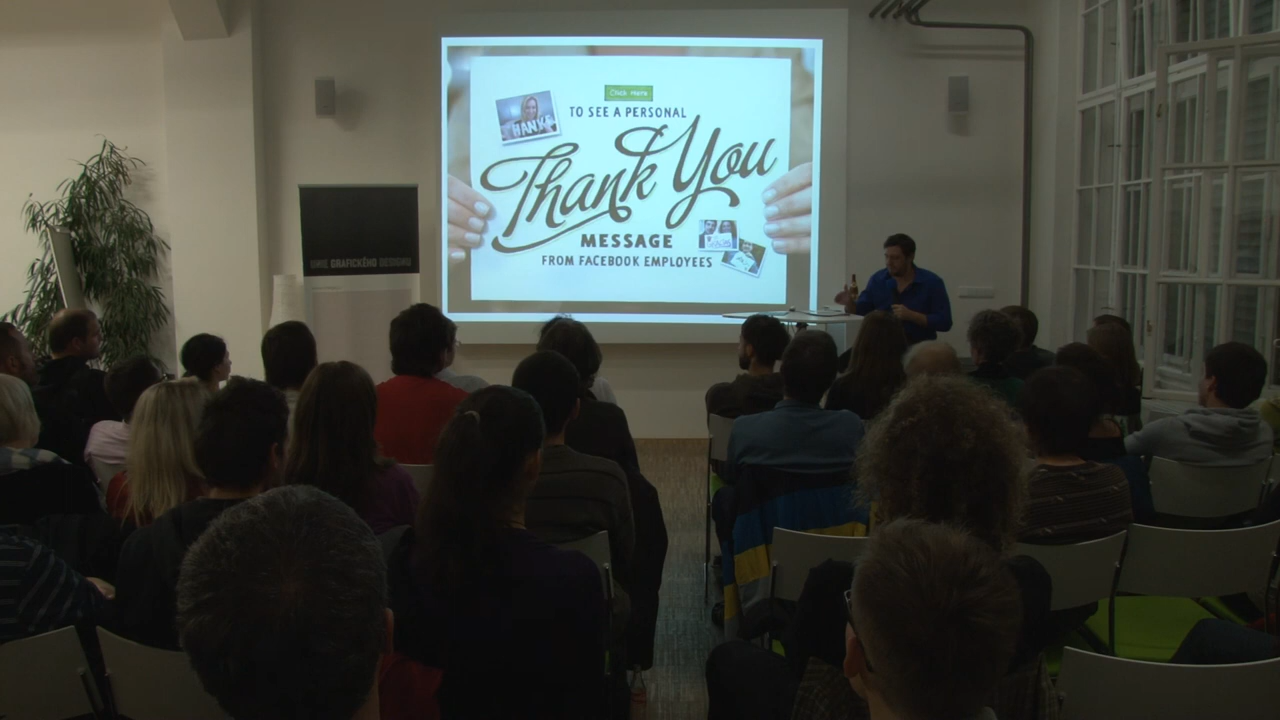 Click Here
TO SEE A PERSONAL
THANKS
Thank You
MESSAGE
FROM FACEBOOK EMPLOYEES
GRAFICKÉHO DESIGNU